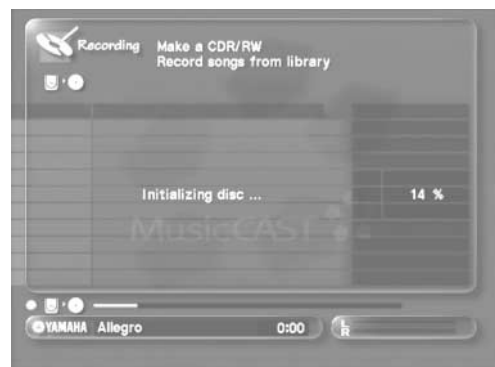 Recording
Make a CDR/RW
Record songs from library
Initializing disc ...
14 %
MusicCAST
YAMAHA Allegro 0:00 L
R